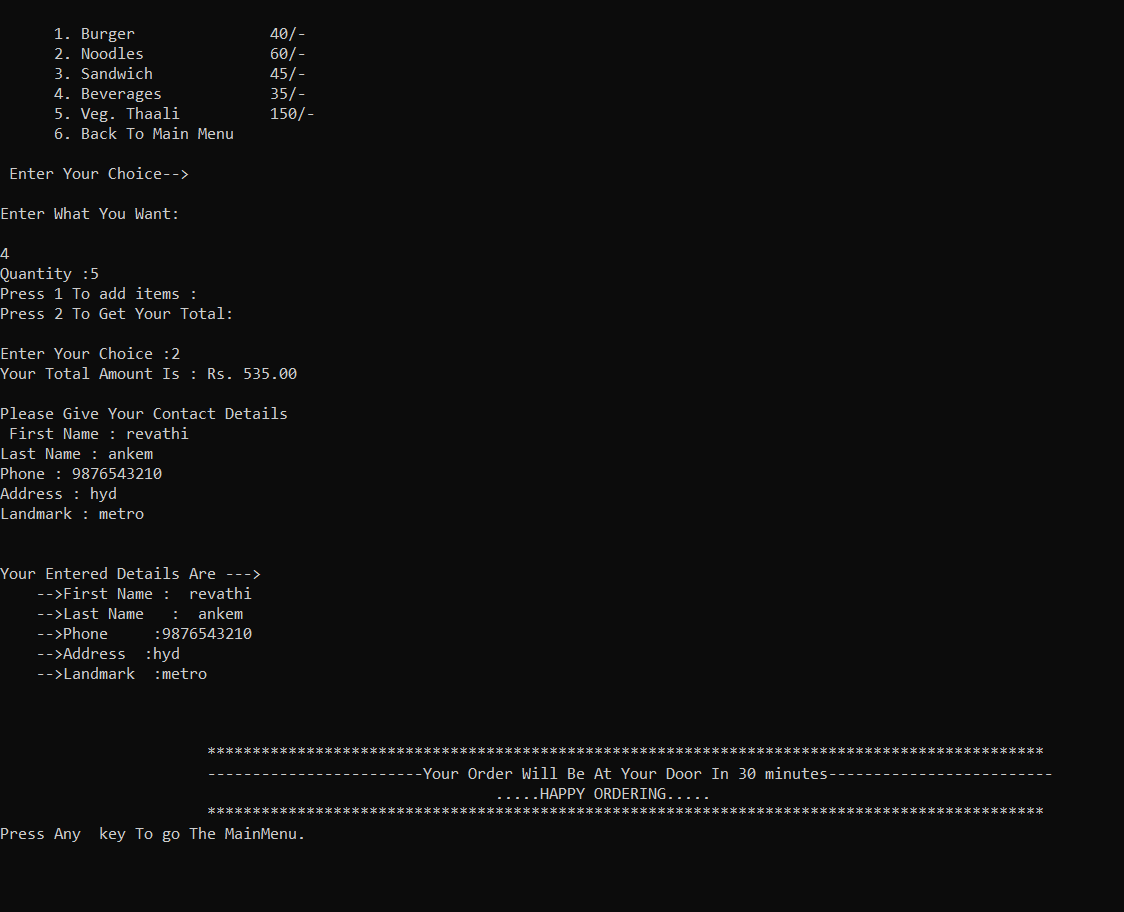 1. Burger               40/-
2. Noodles              60/-
3. Sandwich             45/-
4. Beverages            35/-
5. Veg. Thaali          150/-
6. Back To Main Menu
Enter Your Choice-->
Enter What You Want:
4
Quantity :5
Press 1 To add items :
Press 2 To Get Your Total:
Enter Your Choice :2
Your Total Amount Is : Rs. 535.00
Please Give Your Contact Details
First Name : revathi
Last Name : ankem
Phone : 9876543210
Address : hyd
Landmark : metro
Your Entered Details Are --->
-->First Name :  revathi
-->Last Name   :  ankem
-->Phone     :9876543210
-->Address  :hyd
-->Landmark  :metro
*********************************************************************************************
------------------------Your Order Will Be At Your Door In 30 minutes-------------------------
.....HAPPY ORDERING.....
*********************************************************************************************
Press Any  key To go The MainMenu.